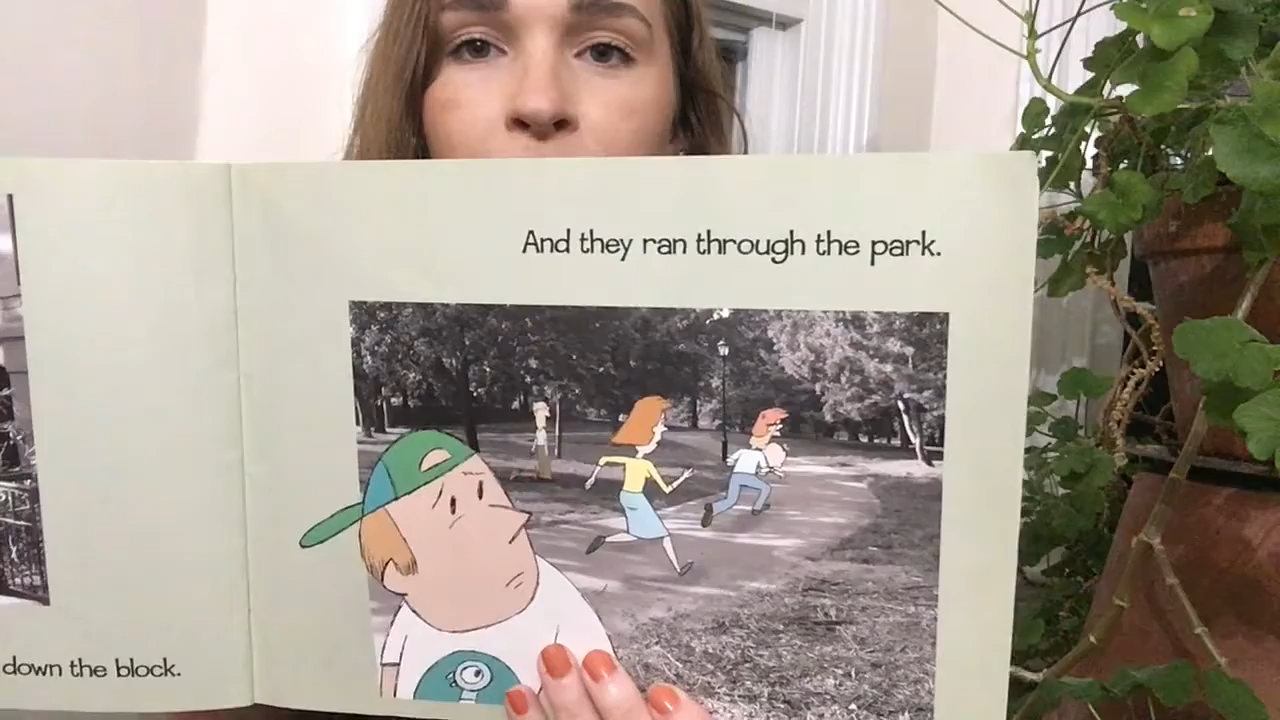 And they ran through the park.
down the block.